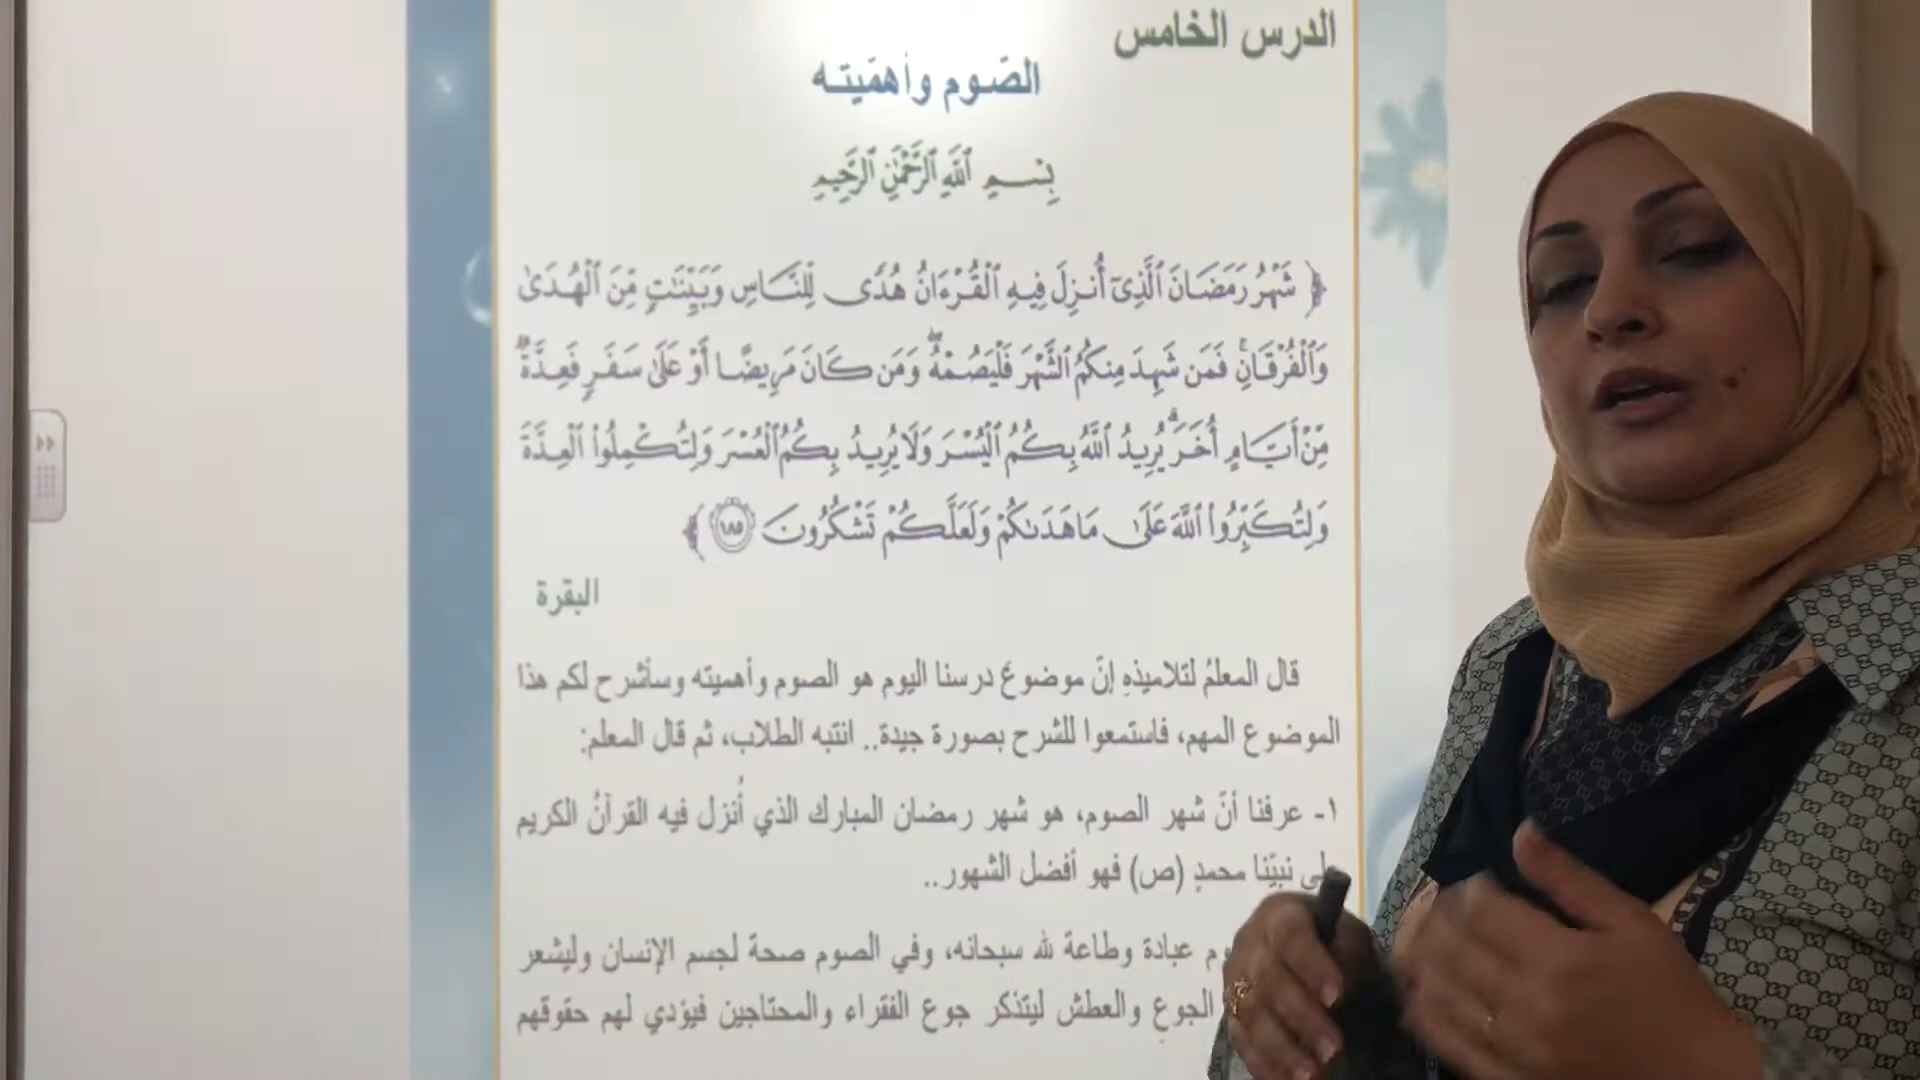 الدرس الخامس
الصَوم وأهمَيته
بِسْمِ ٱللَّهِ ٱلرَّحْمَٰنِ ٱلرَّحِيمِ
﴿ شَهْرُ رَمَضَانَ ٱلَّذِىٓ أُنزِلَ فِيهِ ٱلْقُرْءَانُ هُدًى لِّلنَّاسِ وَبَيِّنَٰتٍ مِّنَ ٱلْهُدَىٰ
وَٱلْفُرْقَانِۚ فَمَن شَهِدَ مِنكُمُ ٱلشَّهْرَ فَلْيَصُمْهُۖ وَمَن كَانَ مَرِيضًا أَوْ عَلَىٰ سَفَرٍ فَعِدَّةٌ
مِّنْ أَيَّامٍ أُخَرَۗ يُرِيدُ ٱللَّهُ بِكُمُ ٱلْيُسْرَ وَلَا يُرِيدُ بِكُمُ ٱلْعُسْرَ وَلِتُكْمِلُوا۟ ٱلْعِدَّةَ
وَلِتُكَبِّرُوا۟ ٱللَّهَ عَلَىٰ مَا هَدَىٰكُمْ وَلَعَلَّكُمْ تَشْكُرُونَ ١٨٥ ﴾
البقرة
قال المعلمُ لتلاميذهِ إنّ موضوعَ درسنا اليوم هو الصوم وأهميته وسأشرح لكم هذا
الموضوع المهم، فاستمعوا للشرح بصورة جيدة.. انتبه الطلاب، ثم قال المعلم:
١- عرفنا أنّ شهر الصوم، هو شهر رمضان المبارك الذي أُنزل فيه القرآنُ الكريم
نبيّنا محمدٍ (ص) فهو أفضل الشهور..
عبادة وطاعة لله سبحانه، وفي الصوم صحة لجسم الإنسان وليشعر
الجوعِ والعطش ليتذكر جوع الفقراء والمحتاجين فيؤدي لهم حقوقهم